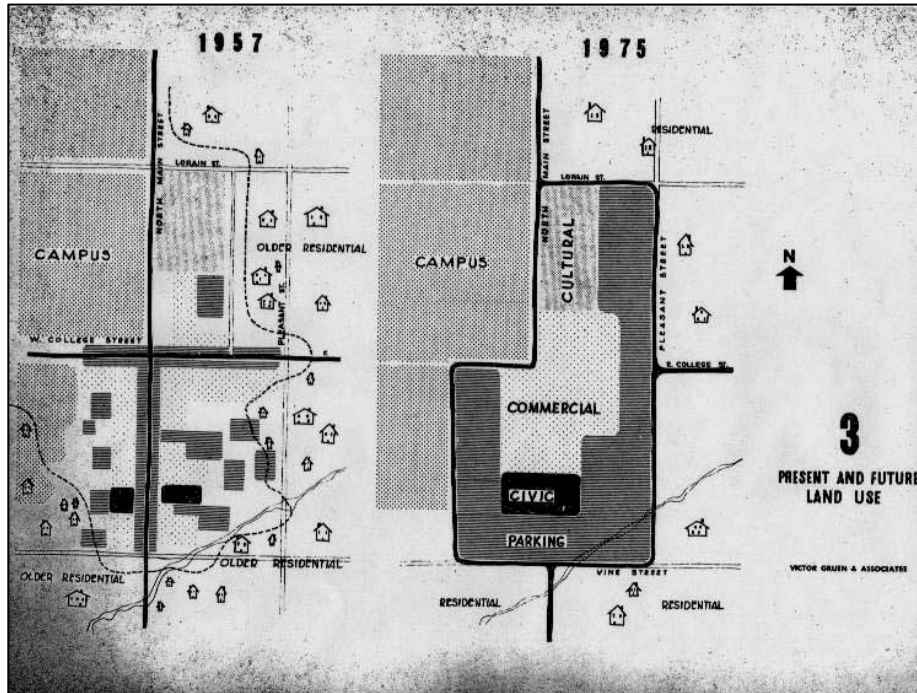 1957
LORAIN ST.
NORTH MAIN STREET
CAMPUS
OLDER RESIDENTIAL
PLEASANT ST.
W. COLLEGE STREET
E.
OLDER RESIDENTIAL
OLDER RESIDENTIAL
1975
RESIDENTIAL
LORAIN ST.
NORTH MAIN STREET
CULTURAL
CAMPUS
PLEASANT STREET
E. COLLEGE ST.
COMMERCIAL
CIVIC
PARKING
VINE STREET
RESIDENTIAL
RESIDENTIAL
N
3
PRESENT AND FUTURE
LAND USE
VICTOR GRUEN & ASSOCIATES